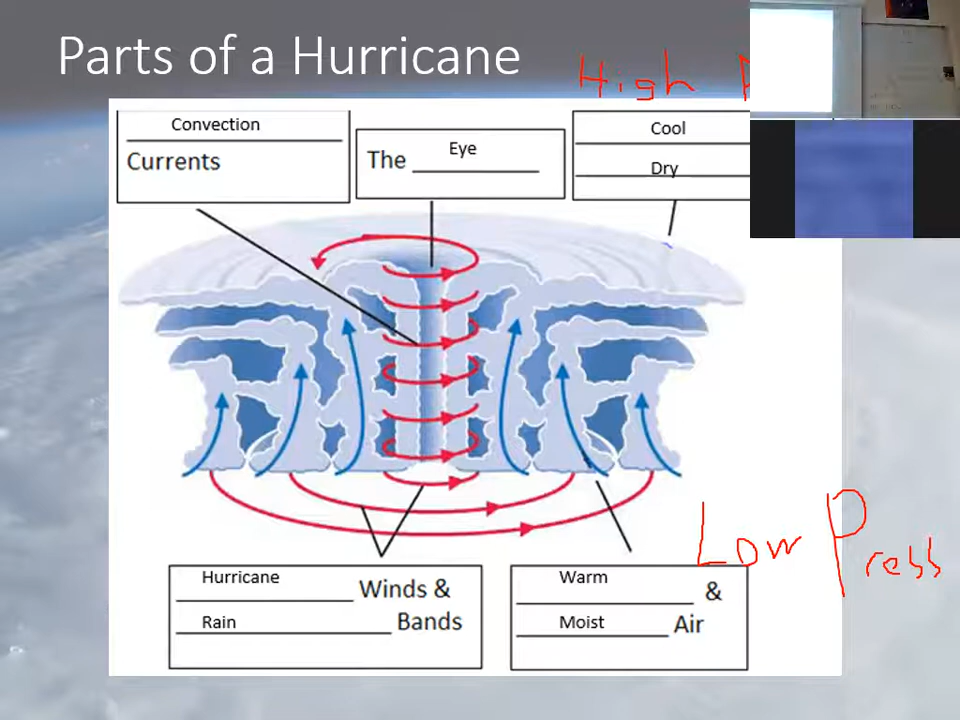 Parts of a Hurricane
High
Convection
Currents
The Eye
Cool
Dry
Hurricane Winds &
Rain Bands
Warm &
Moist Air
Low Press